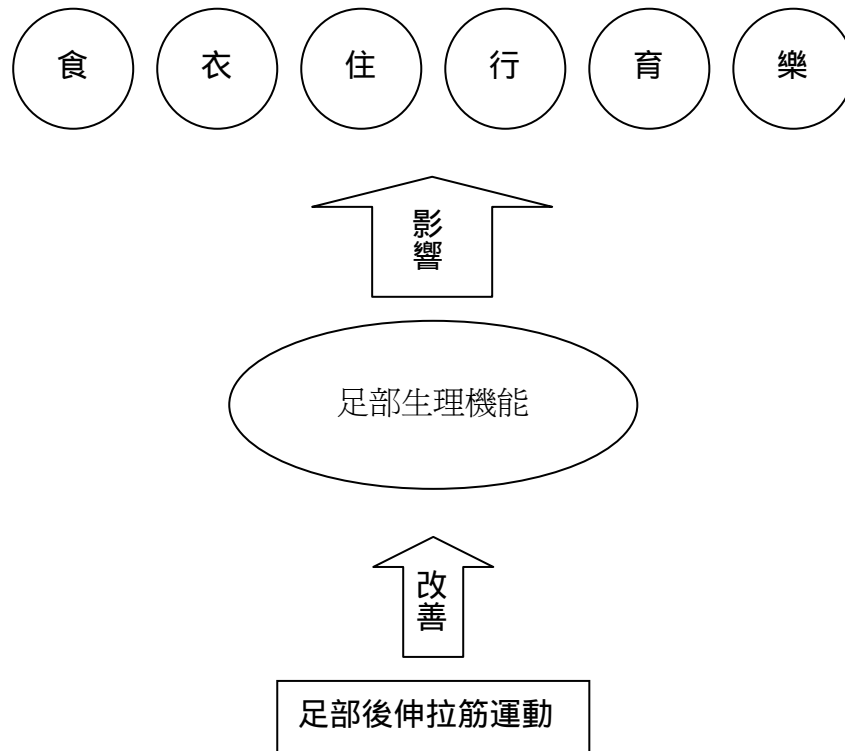 食 衣 住 行 育 樂
影
響
足部生理機能
改
善
足部後伸拉筋運動